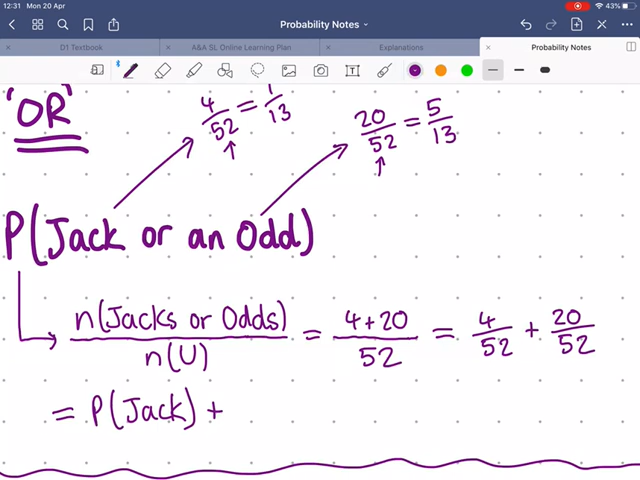 12:31 Mon 20 Apr 43%
Probability Notes
D1 Textbook A&A SL Online Learning Plan Explanations Probability Notes
'OR' 4/52 = 1/13 20/52 = 5/13
P(Jack or an Odd)
n(Jacks or Odds)/n(U) = 4+20/52 = 4/52 + 20/52
= P(Jack) +